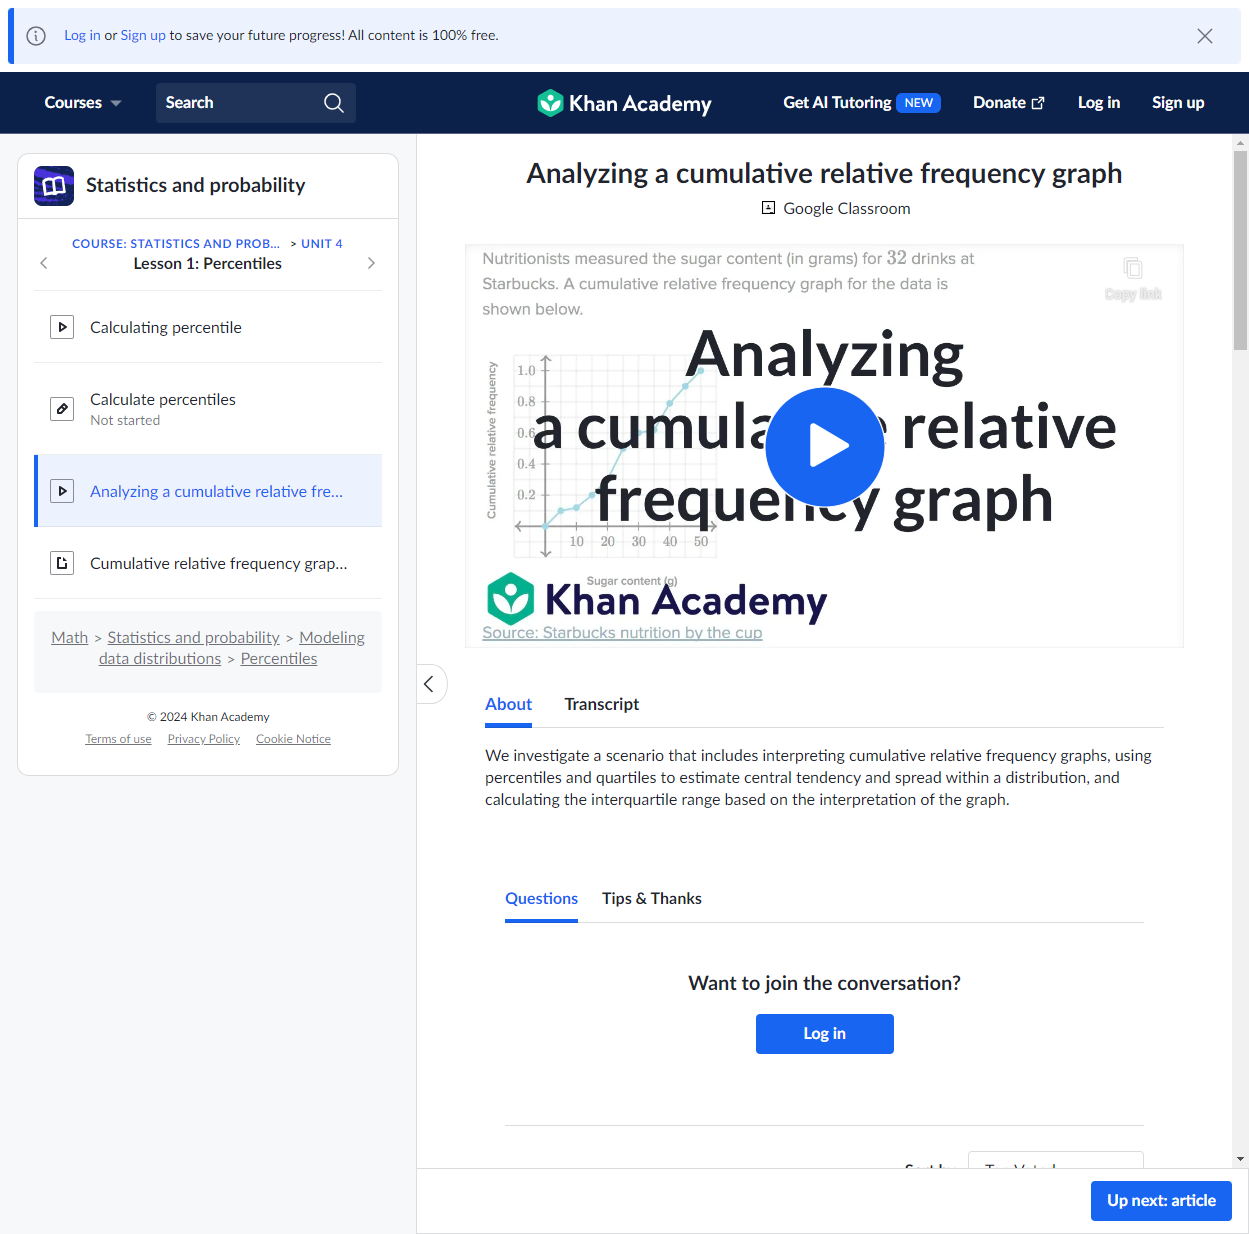 Log in or Sign up to save your future progress! All content is 100% free.
Courses
Search
Khan Academy
Get AI Tutoring NEW
Donate
Log in
Sign up
Statistics and probability
COURSE: STATISTICS AND PROB... > UNIT 4
Lesson 1: Percentiles
Calculating percentile
Calculate percentiles
Not started
Analyzing a cumulative relative fre...
Cumulative relative frequency grap...
Math > Statistics and probability > Modeling
data distributions > Percentiles
© 2024 Khan Academy
Terms of use Privacy Policy Cookie Notice
Analyzing a cumulative relative frequency graph
Google Classroom
Nutritionists measured the sugar content (in grams) for 32 drinks at
Starbucks. A cumulative relative frequency graph for the data is
shown below.
Copy link
Analyzing
a relative
frequency graph
Cumulative relative frequency
1.0
0.8
0.6
0.4
0.2
10 20 30 40 50
Sugar content (g)
Khan Academy
Source: Starbucks nutrition by the cup
About
Transcript
We investigate a scenario that includes interpreting cumulative relative frequency graphs, using
percentiles and quartiles to estimate central tendency and spread within a distribution, and
calculating the interquartile range based on the interpretation of the graph.
Questions
Tips & Thanks
Want to join the conversation?
Log in
Up next: article